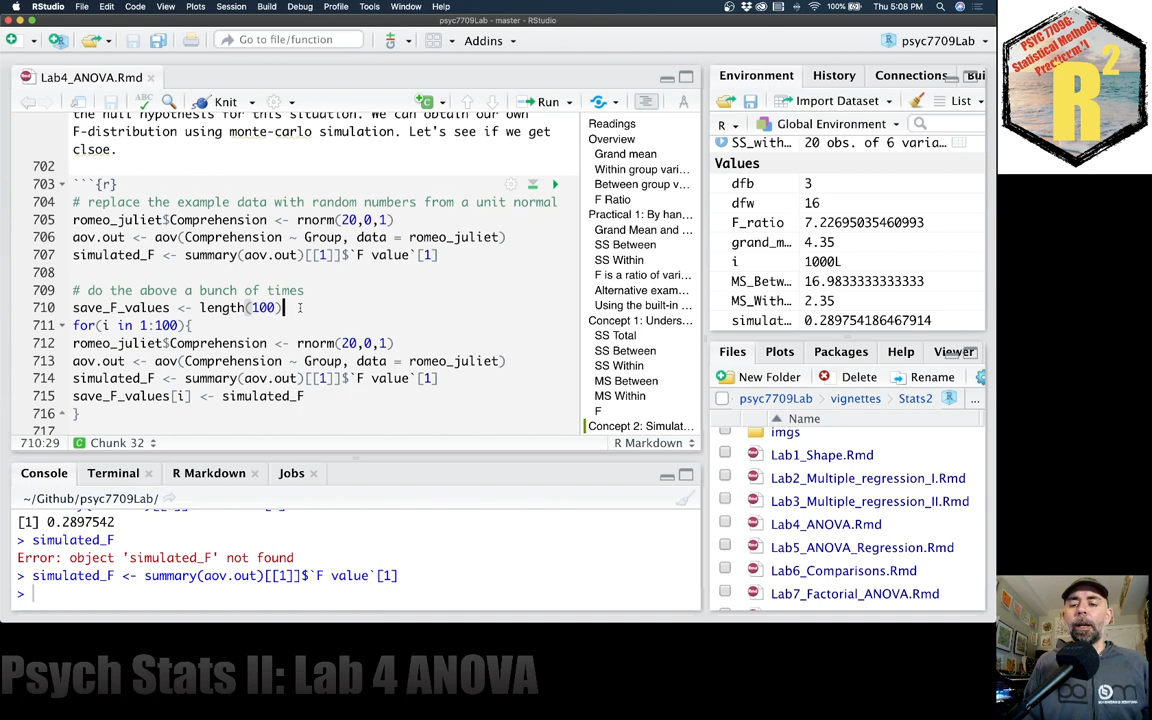 RStudio File Edit Code View Plots Session Build Debug Profile Tools Window Help 100% Thu 5:08 PM
psyc7709Lab - master - RStudio
Go to file/function Addins psyc7709Lab
Lab4_ANOVA.Rmd
ABC Knit Run
the null hypothesis for this situation. We can obtain our own
F-distribution using monte-carlo simulation. Let's see if we get
clsoe.
702
703 ```{r}
704 # replace the example data with random numbers from a unit normal
705 romeo_juliet$Comprehension <- rnorm(20,0,1)
706 aov.out <- aov(Comprehension ~ Group, data = romeo_juliet)
707 simulated_F <- summary(aov.out)[[1]]$`F value`[1]
708
709 # do the above a bunch of times
710 save_F_values <- length(100)
711 for(i in 1:100){
712 romeo_juliet$Comprehension <- rnorm(20,0,1)
713 aov.out <- aov(Comprehension ~ Group, data = romeo_juliet)
714 simulated_F <- summary(aov.out)[[1]]$`F value`[1]
715 save_F_values[i] <- simulated_F
716 }
717
710:29 Chunk 32 R Markdown
Readings
Overview
Grand mean
Within group vari...
Between group v...
F Ratio
Practical 1: By han...
Grand Mean and ...
SS Between
SS Within
F is a ratio of vari...
Alternative exam...
Using the built-in
Concept 1: Unders...
SS Total
SS Between
SS Within
MS Between
MS Within
F
Concept 2: Simulat...
Console Terminal R Markdown Jobs
~/Github/psyc7709Lab/
[1] 0.2897542
> simulated_F
Error: object 'simulated_F' not found
> simulated_F <- summary(aov.out)[[1]]$`F value`[1]
>
Environment History Connections Bui
Import Dataset List
R Global Environment
SS_with... 20 obs. of 6 varia...
Values
dfb 3
dfw 16
F_ratio 7.22695035460993
grand_m... 4.35
i 1000L
MS_Betw... 16.9833333333333
MS_With... 2.35
simulat... 0.289754186467914
Files Plots Packages Help Viewer
New Folder Delete Rename
psyc7709Lab vignettes Stats2 ...
Name
imgs
Lab1_Shape.Rmd
Lab2_Multiple_regression_I.Rmd
Lab3_Multiple_regression_II.Rmd
Lab4_ANOVA.Rmd
Lab5_ANOVA_Regression.Rmd
Lab6_Comparisons.Rmd
Lab7_Factorial_ANOVA.Rmd
PSYC 7709G:
Statistical Methods
R2
Psych Stats II: Lab 4 ANOVA